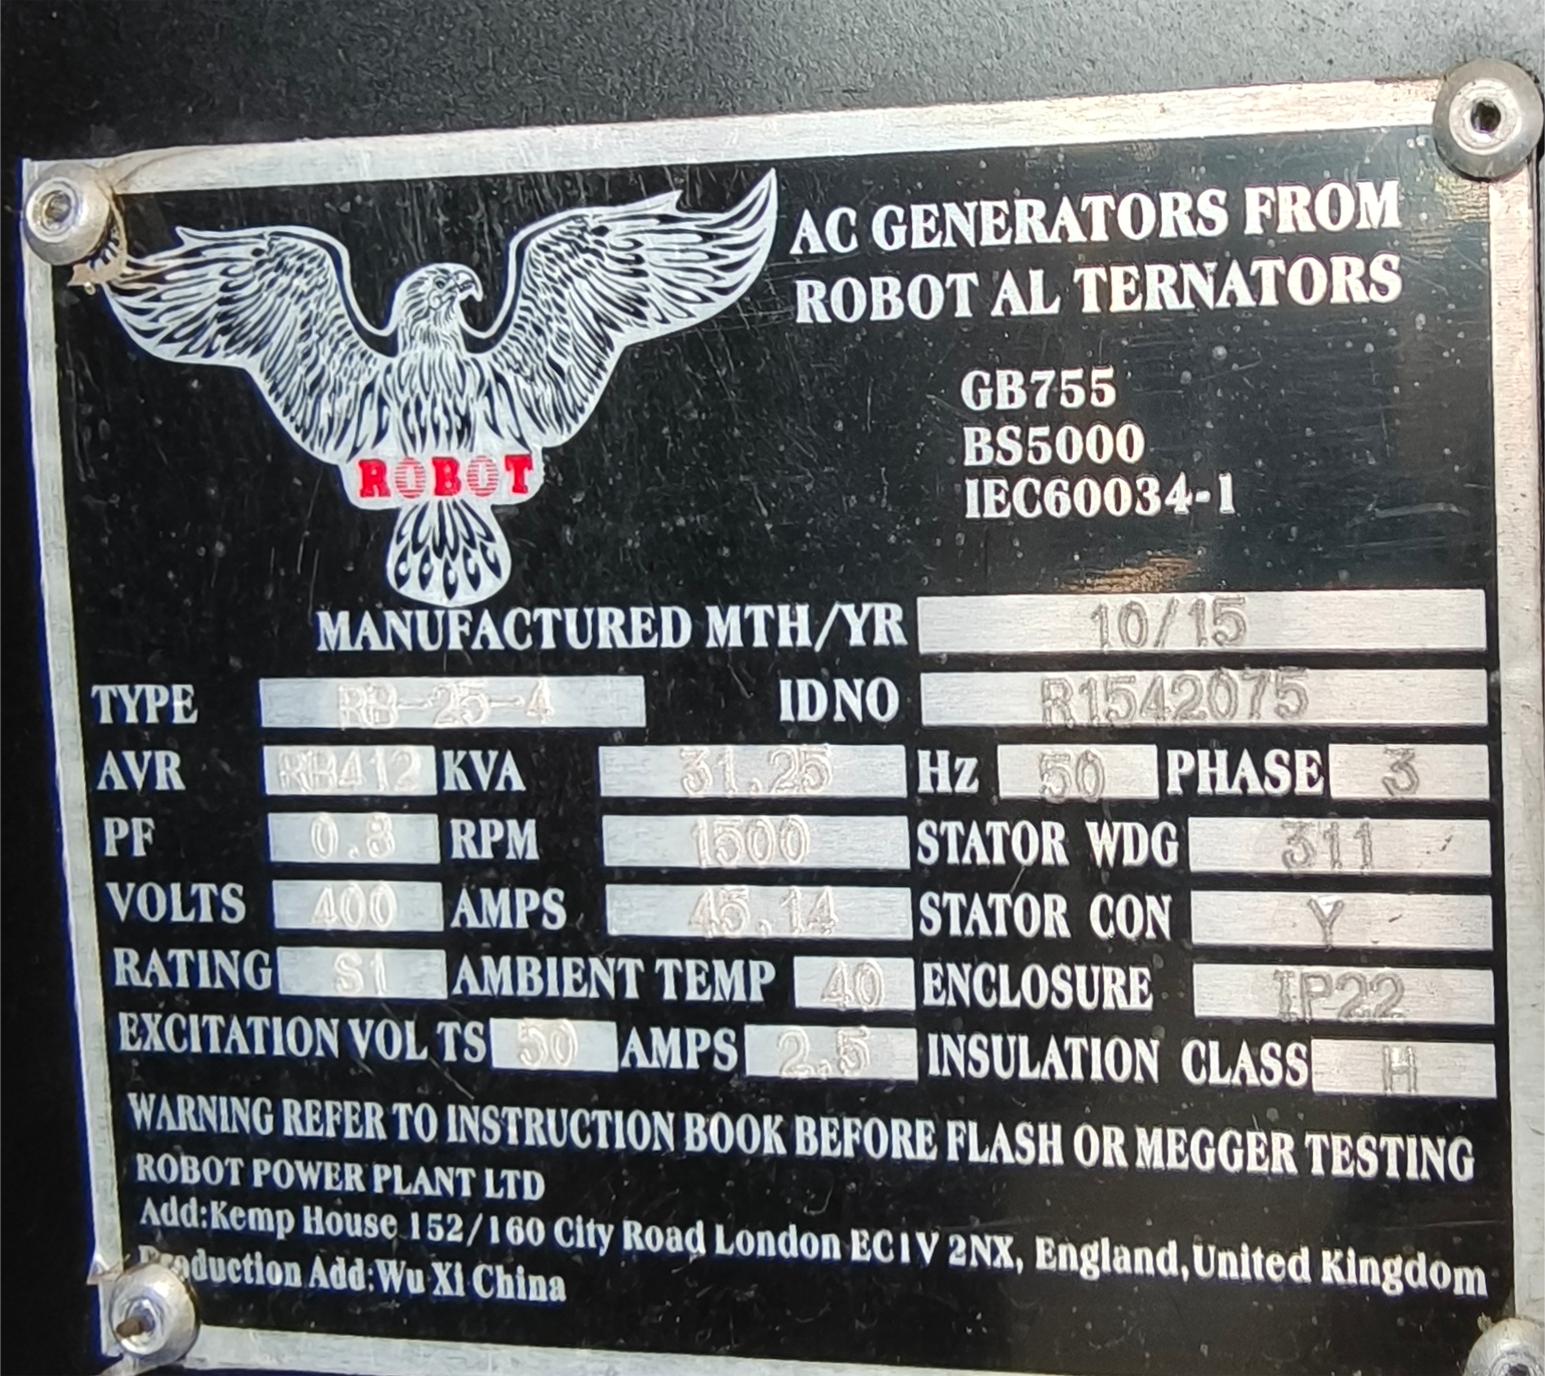 AC GENERATORS FROM
ROBOT AL TERNATORS
ROBOT
GB755
BS5000
IEC60034-1
MANUFACTURED MTH/YR 10/15
TYPE RB-25-4 IDNO R1542075
AVR RB412 KVA 31.25 Hz 50 PHASE 3
PF 0.8 RPM 1500 STATOR WDG 311
VOLTS 400 AMPS 45.14 STATOR CON Y
RATING S1 AMBIENT TEMP 40 ENCLOSURE IP22
EXCITATION VOL TS 50 AMPS 2.5 INSULATION CLASS H
WARNING REFER TO INSTRUCTION BOOK BEFORE FLASH OR MEGGER TESTING
ROBOT POWER PLANT LTD
Add:Kemp House 152/160 City Road London EC1V 2NX, England,United Kingdom
Production Add:Wu Xi China